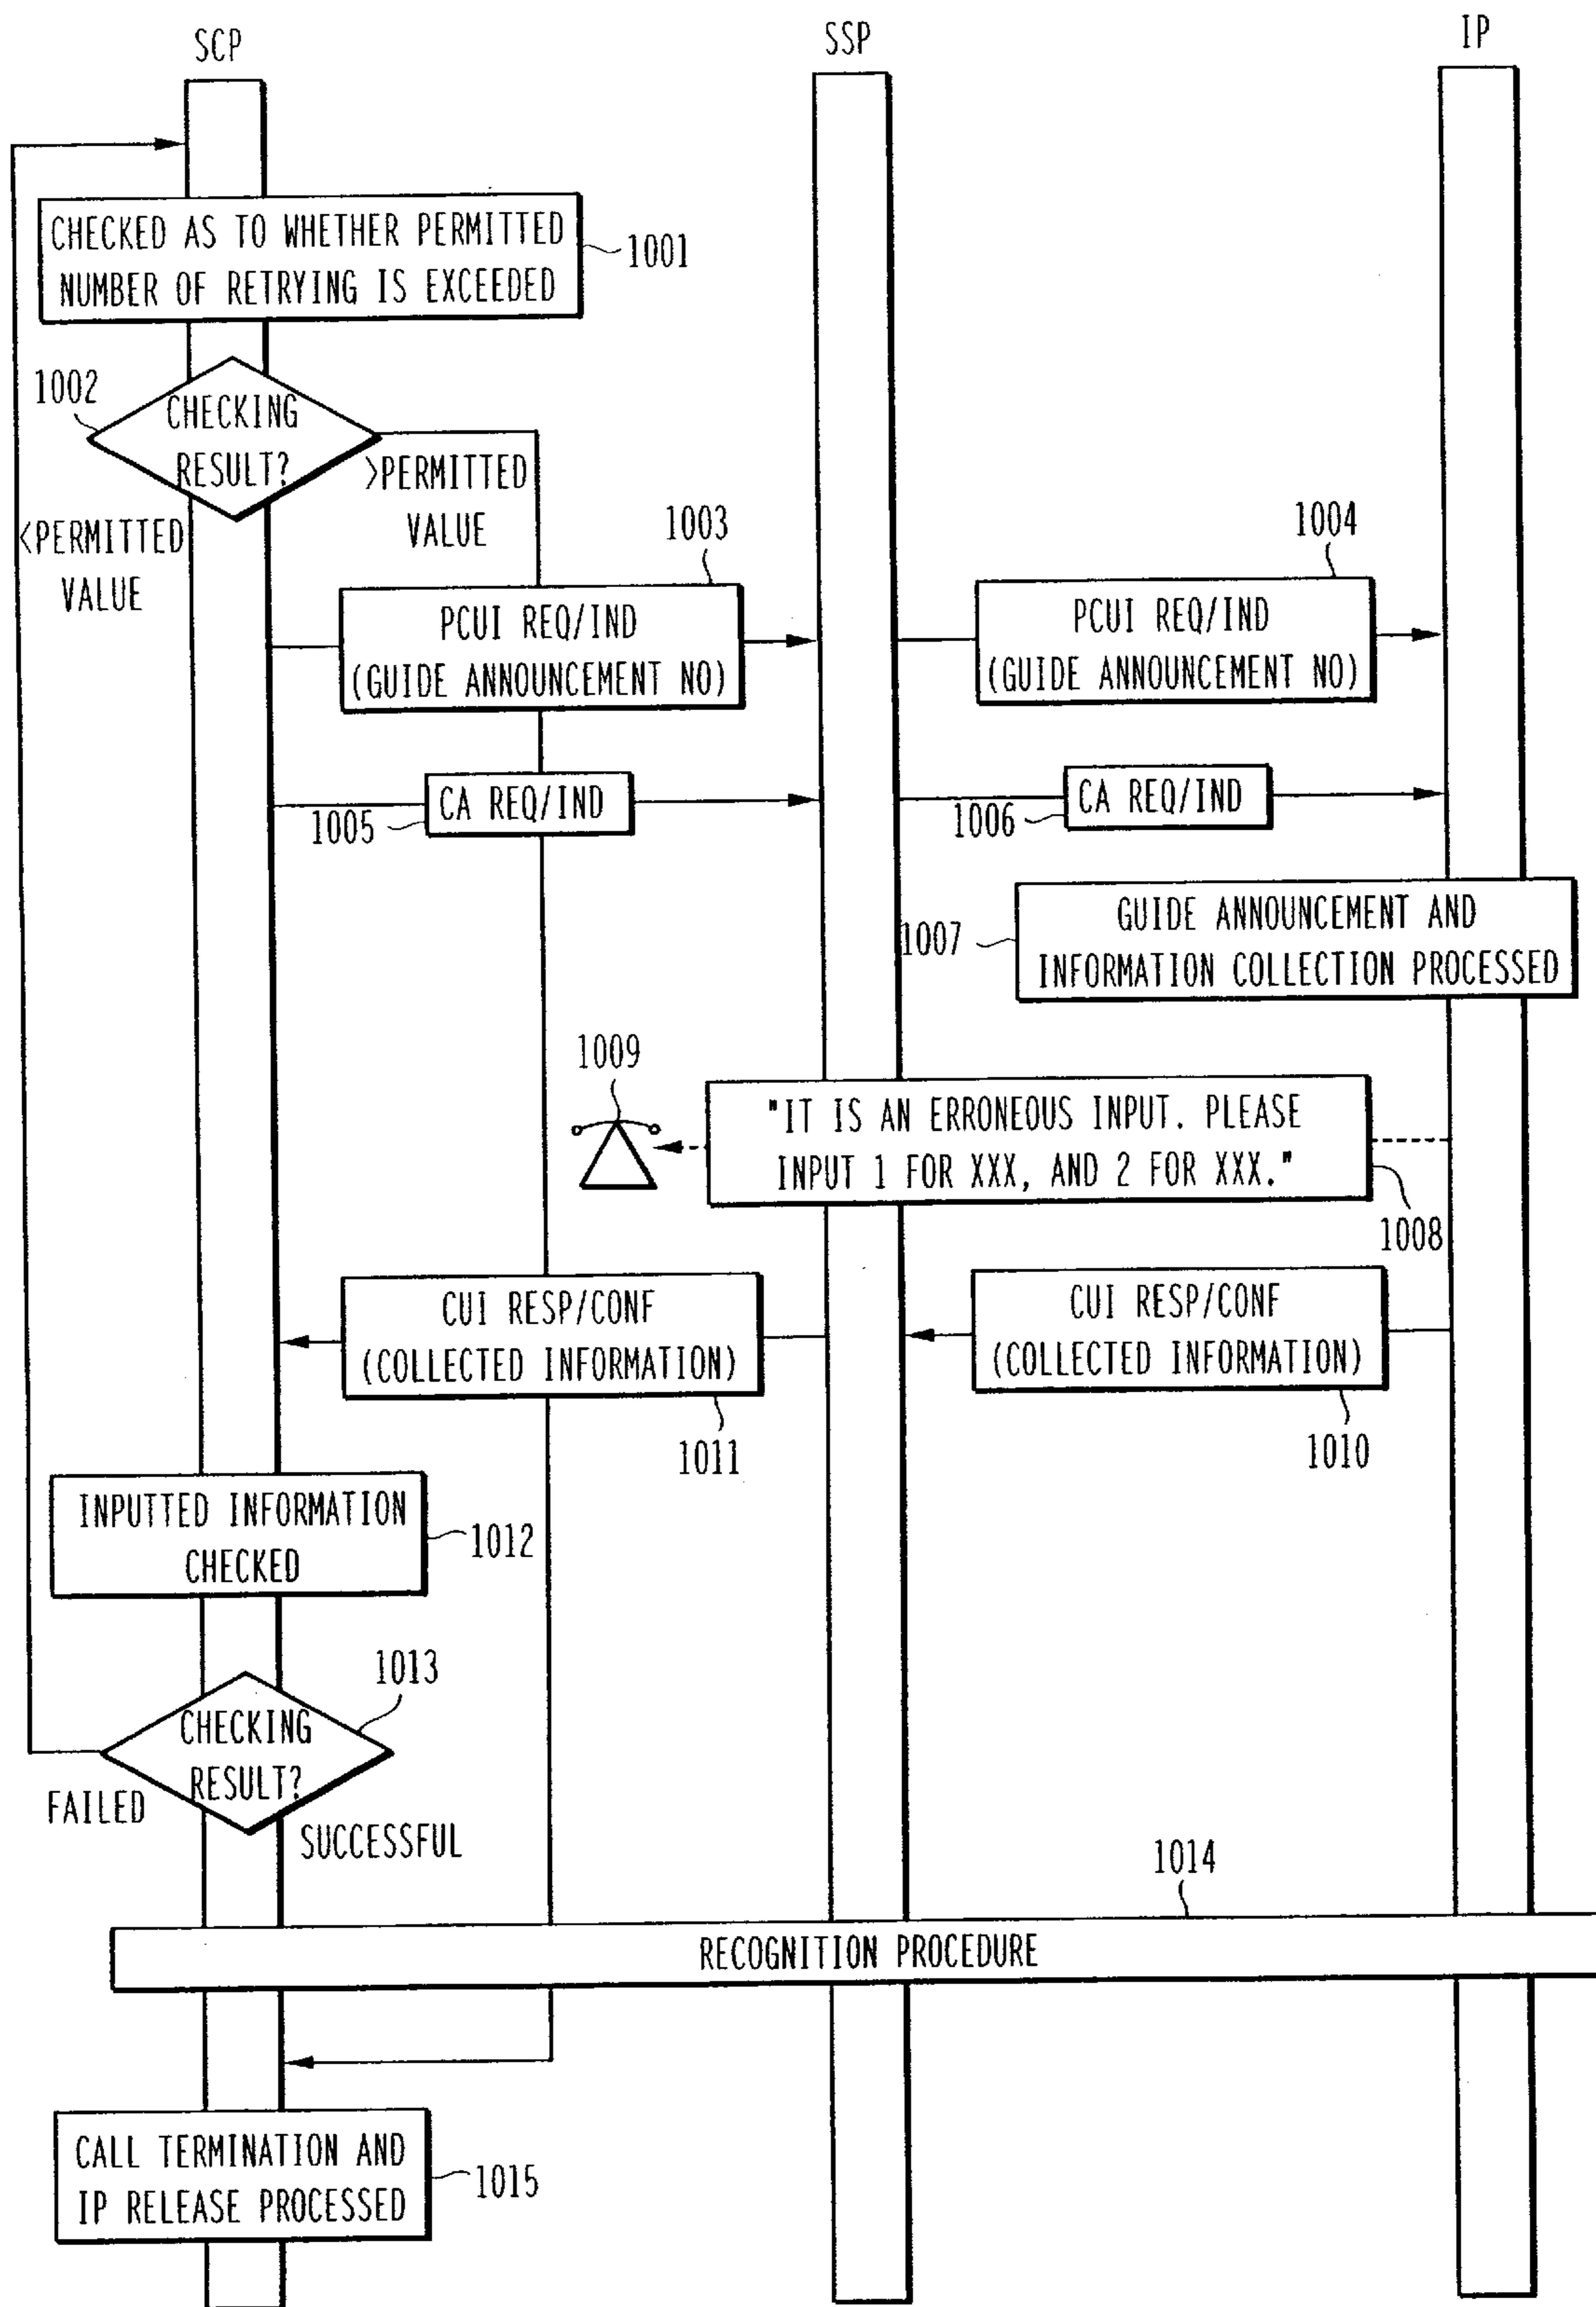 SCP
SSP
IP
CHECKED AS TO WHETHER PERMITTED
NUMBER OF RETRYING IS EXCEEDED
1001
1002
CHECKING
RESULT?
>PERMITTED
VALUE
<PERMITTED
VALUE
1003
PCUI REQ/IND
(GUIDE ANNOUNCEMENT NO)
1004
PCUI REQ/IND
(GUIDE ANNOUNCEMENT NO)
1005
CA REQ/IND
1006
CA REQ/IND
1007
GUIDE ANNOUNCEMENT AND
INFORMATION COLLECTION PROCESSED
1009
"IT IS AN ERRONEOUS INPUT. PLEASE
INPUT 1 FOR XXX, AND 2 FOR XXX."
1008
CUI RESP/CONF
(COLLECTED INFORMATION)
1011
CUI RESP/CONF
(COLLECTED INFORMATION)
1010
INPUTTED INFORMATION
CHECKED
1012
1013
CHECKING
RESULT?
FAILED
SUCCESSFUL
1014
RECOGNITION PROCEDURE
CALL TERMINATION AND
IP RELEASE PROCESSED
1015